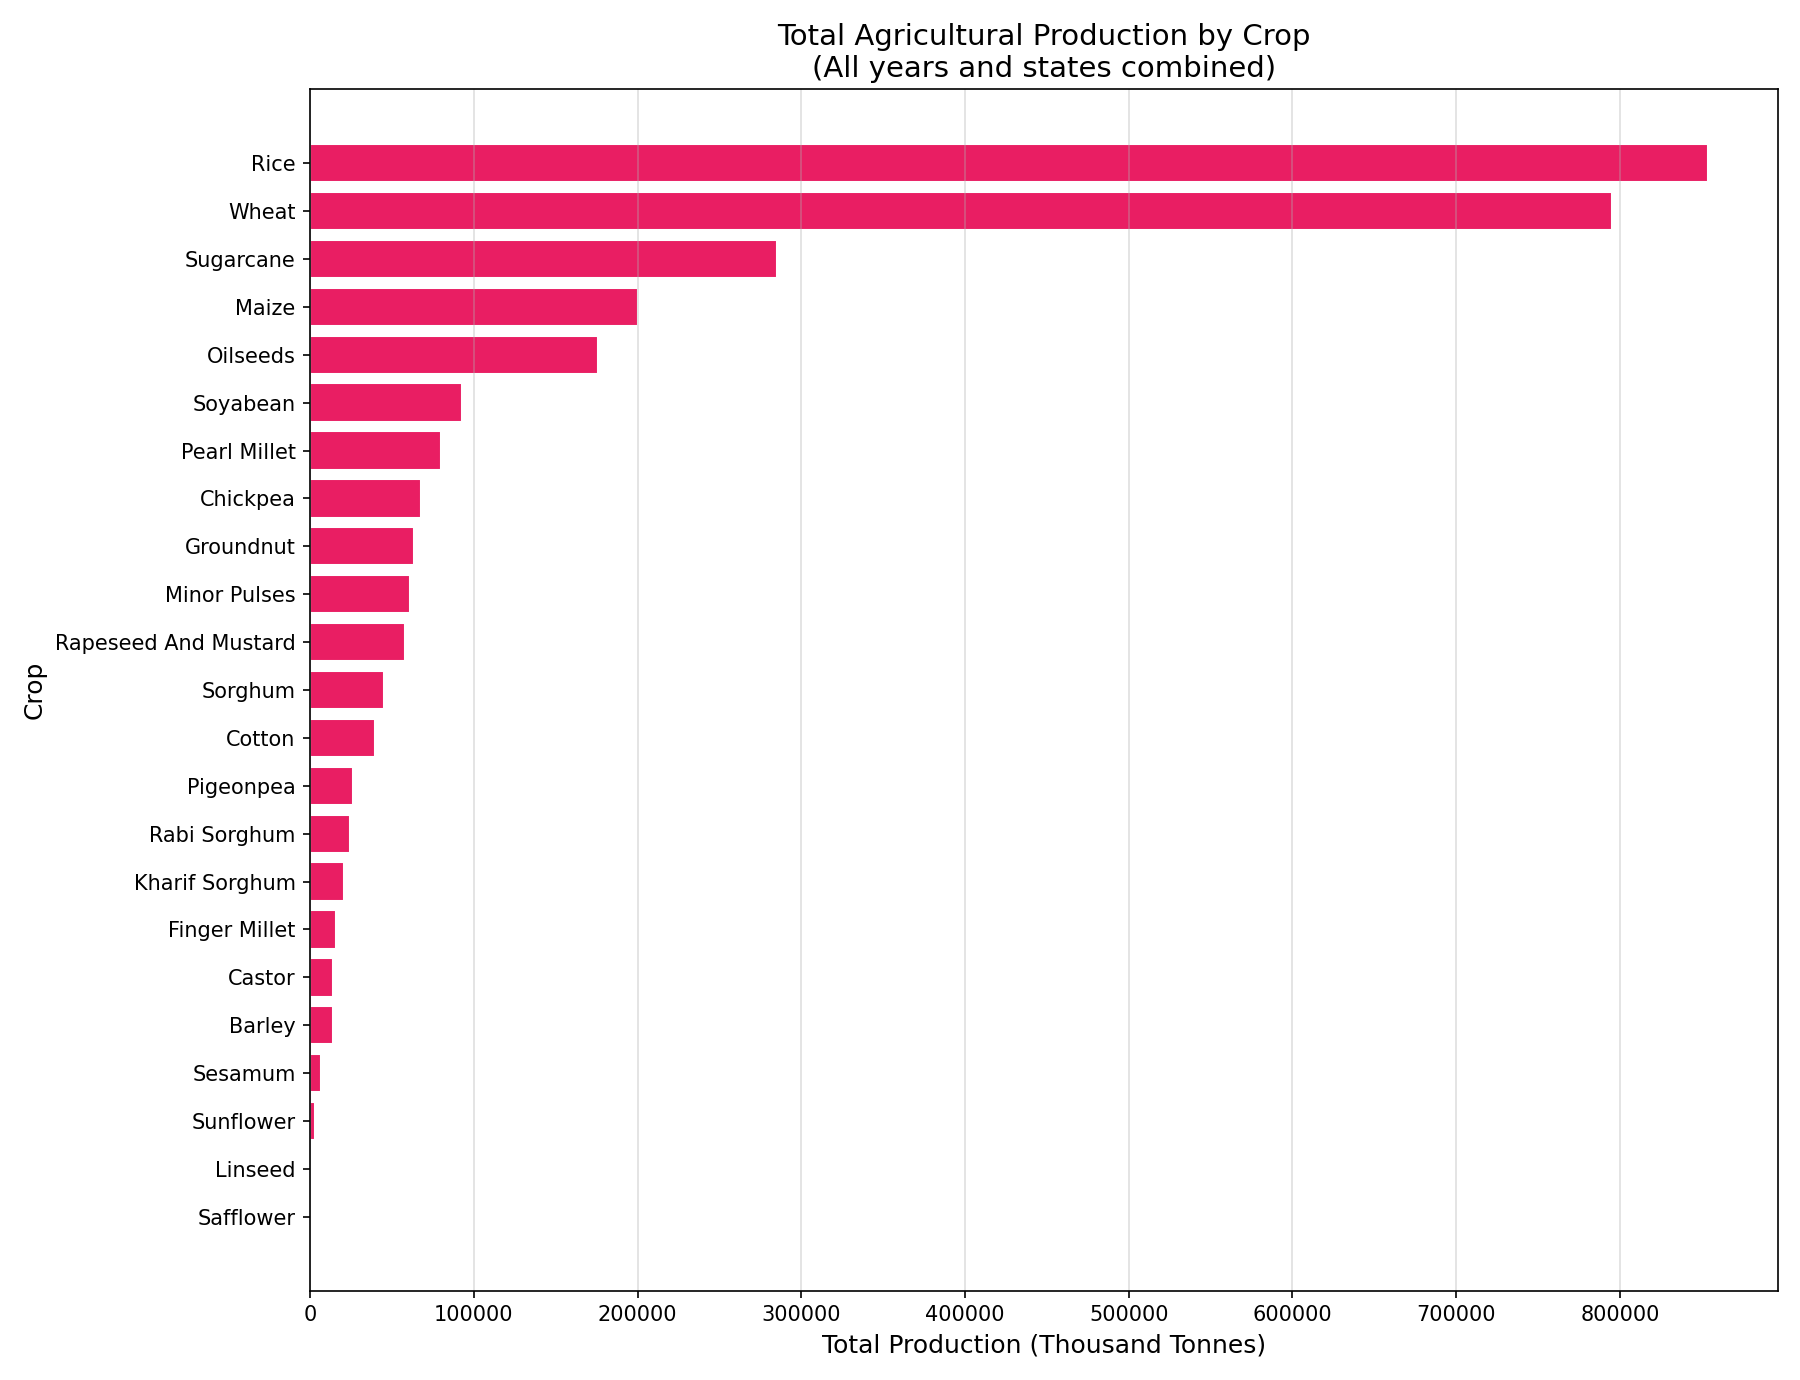 Total Agricultural Production by Crop
(All years and states combined)
Crop
Rice
Wheat
Sugarcane
Maize
Oilseeds
Soyabean
Pearl Millet
Chickpea
Groundnut
Minor Pulses
Rapeseed And Mustard
Sorghum
Cotton
Pigeonpea
Rabi Sorghum
Kharif Sorghum
Finger Millet
Castor
Barley
Sesamum
Sunflower
Linseed
Safflower
0 100000 200000 300000 400000 500000 600000 700000 800000
Total Production (Thousand Tonnes)